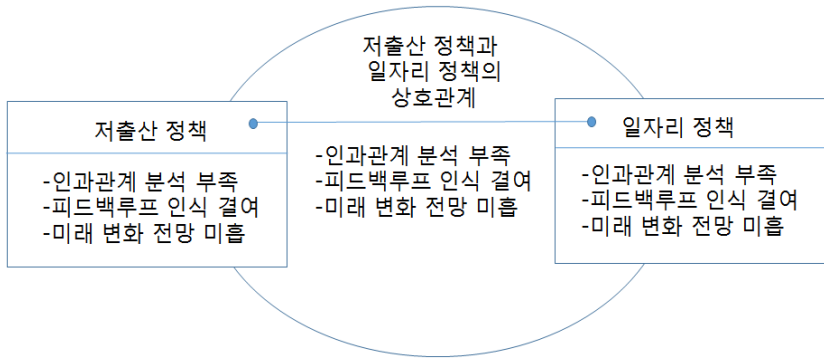 저출산 정책과
일자리 정책의
상호관계
저출산 정책
-인과관계 분석 부족
-피드백루프 인식 결여
-미래 변화 전망 미흡
-인과관계 분석 부족
-피드백루프 인식 결여
-미래 변화 전망 미흡
일자리 정책
-인과관계 분석 부족
-피드백루프 인식 결여
-미래 변화 전망 미흡